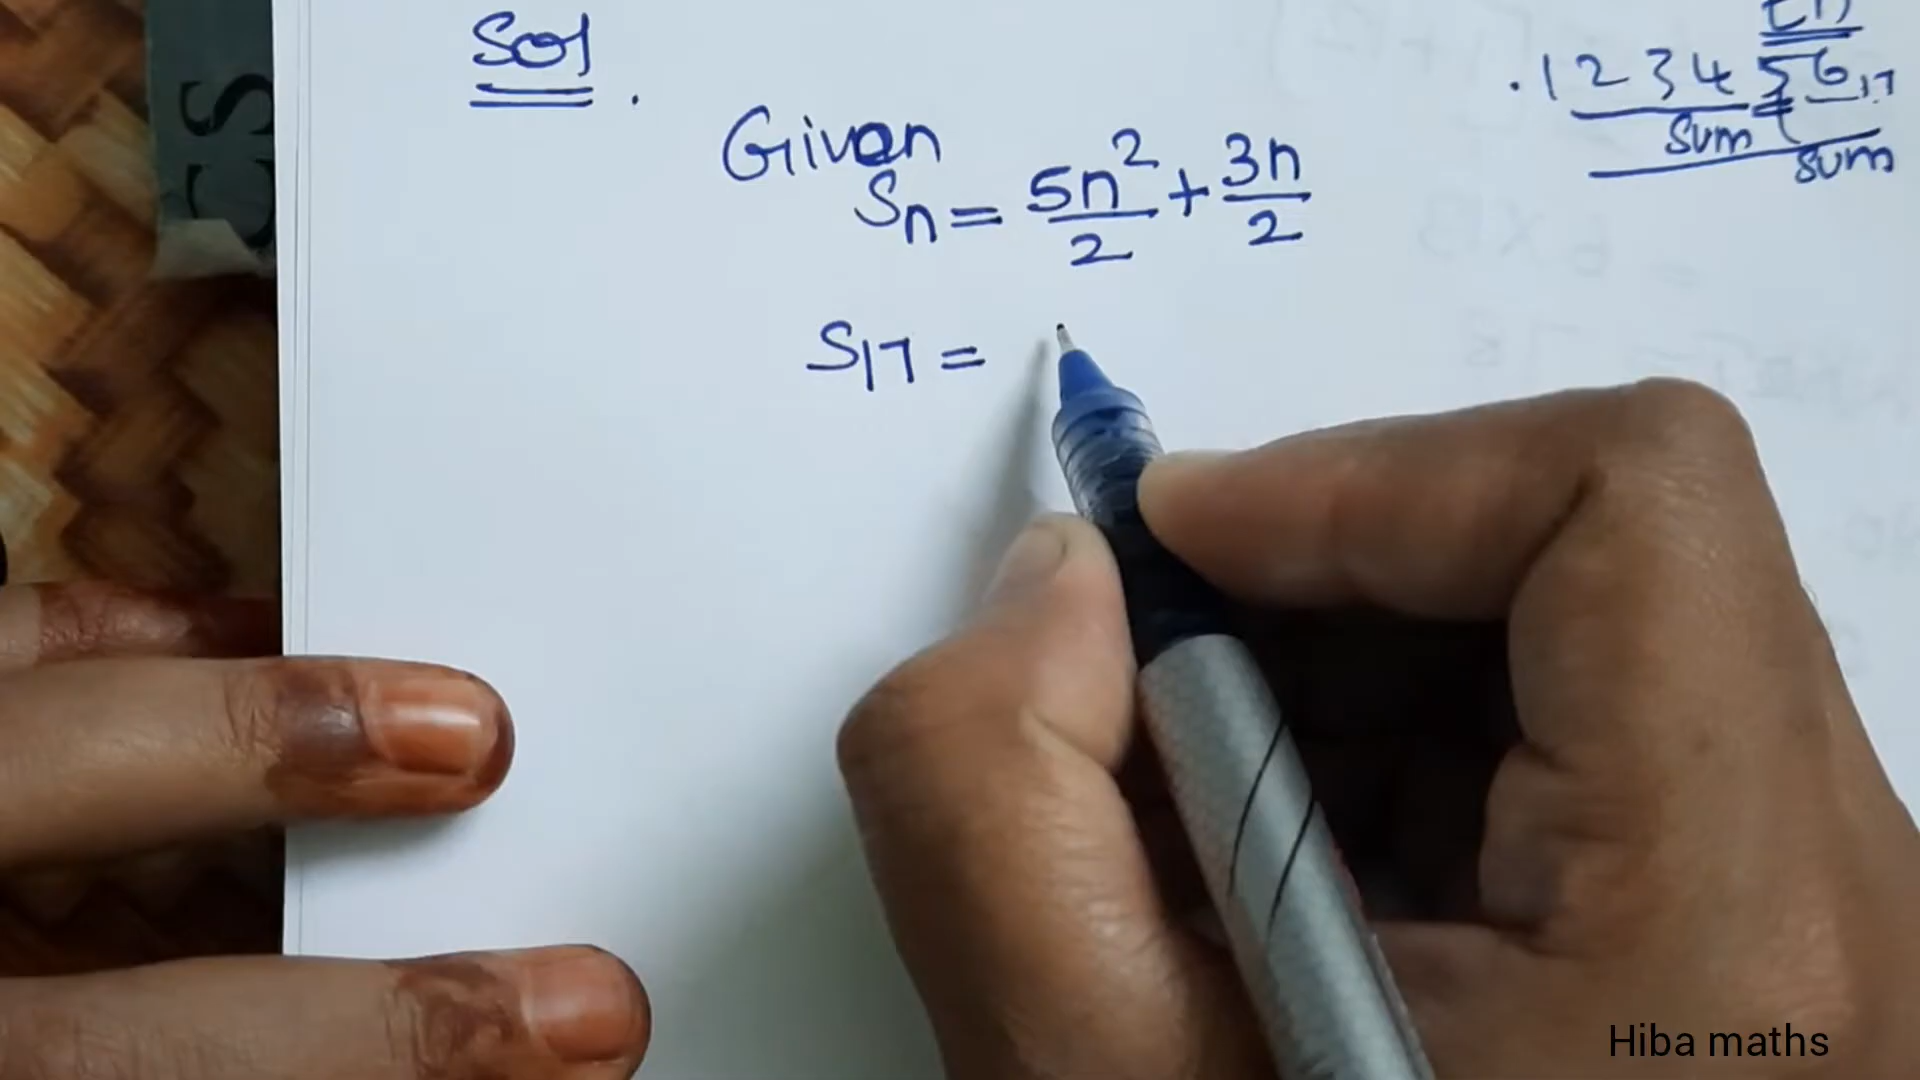 Sol.
Given
Sn = 5n²/2 + 3n/2
S17 =
. 1 2 3 4 5 6 17
Sum
Sum
CS
Hiba maths